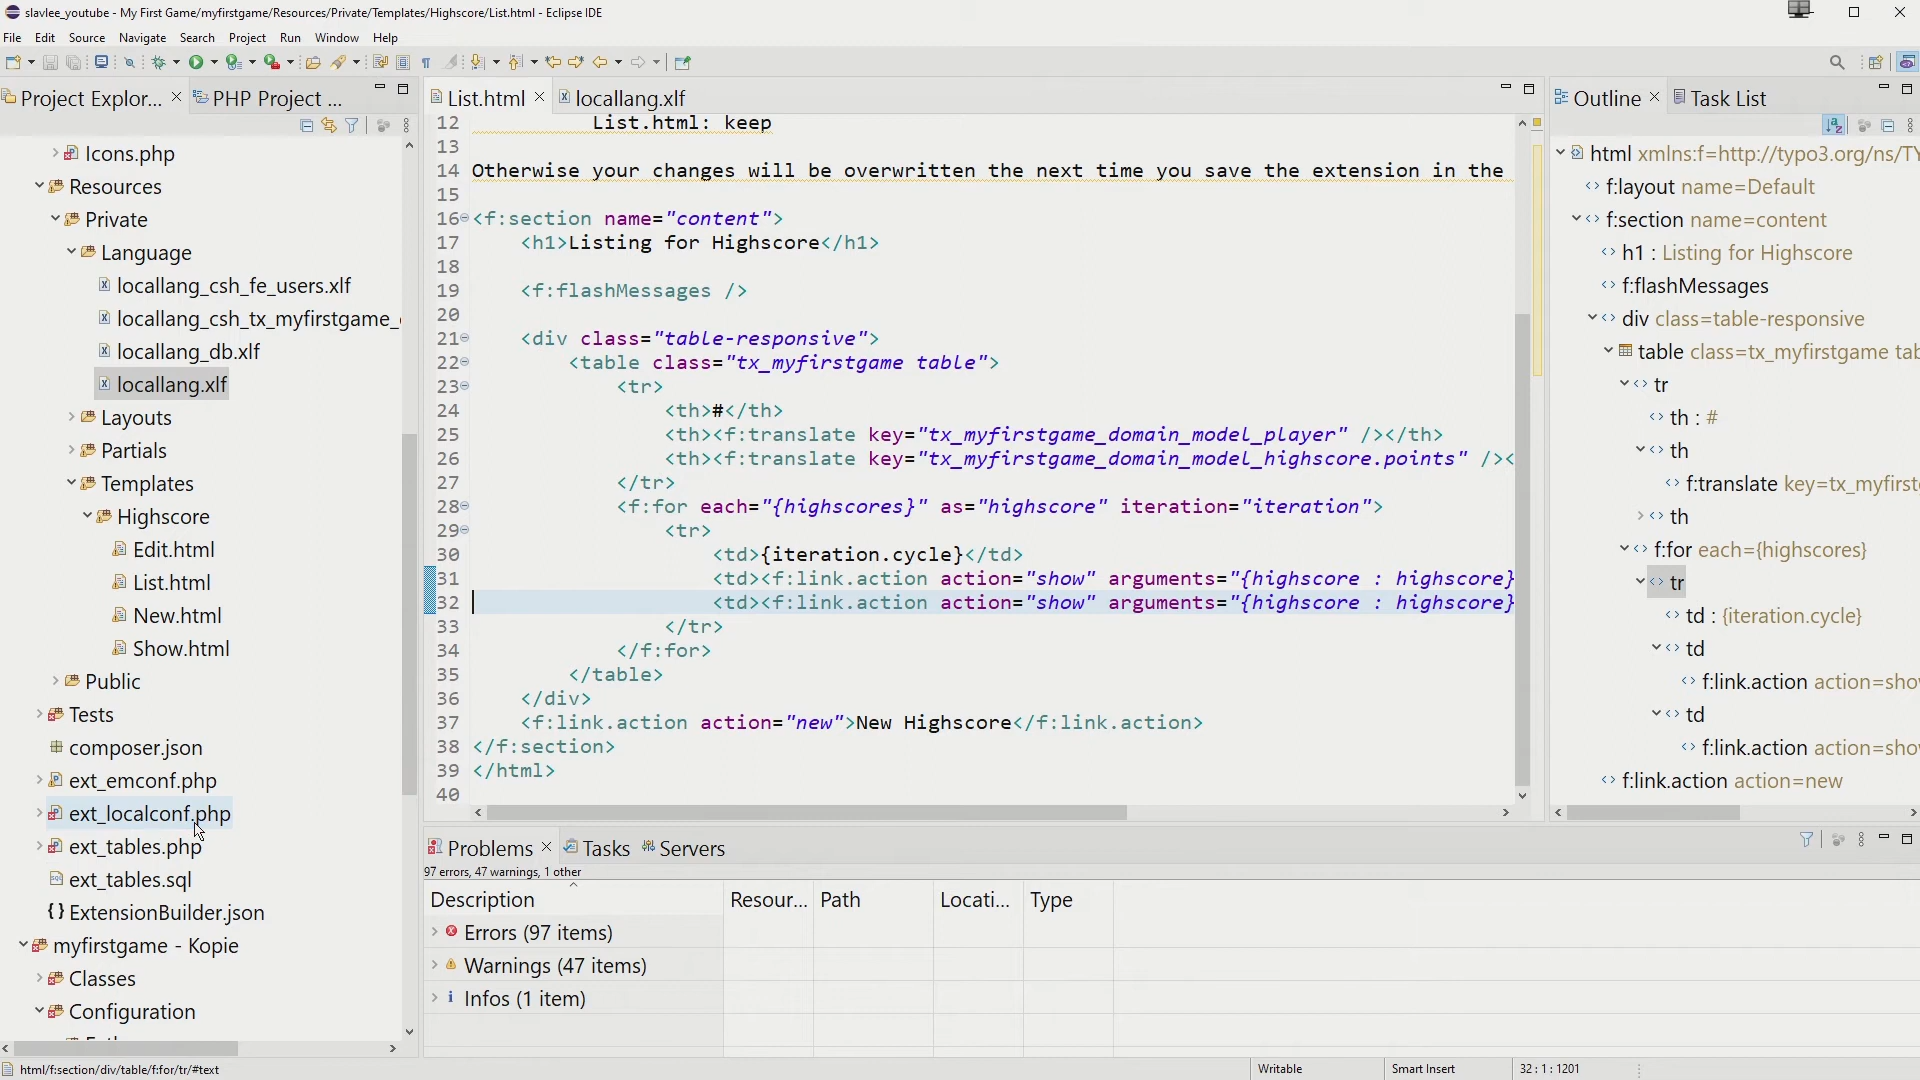 slavlee_youtube - My First Game/myfirstgame/Resources/Private/Templates/Highscore/List.html - Eclipse IDE
File Edit Source Navigate Search Project Run Window Help
Project Explor...
PHP Project ...
Icons.php
Resources
Private
Language
locallang_csh_fe_users.xlf
locallang_csh_tx_myfirstgame_
locallang_db.xlf
locallang.xlf
Layouts
Partials
Templates
Highscore
Edit.html
List.html
New.html
Show.html
Public
Tests
composer.json
ext_emconf.php
ext_localconf.php
ext_tables.php
ext_tables.sql
ExtensionBuilder.json
myfirstgame - Kopie
Classes
Configuration
List.html
locallang.xlf
12 List.html: keep
13
14 Otherwise your changes will be overwritten the next time you save the extension in the
15
16 <f:section name="content">
17 <h1>Listing for Highscore</h1>
18
19 <f:flashMessages />
20
21 <div class="table-responsive">
22 <table class="tx_myfirstgame table">
23 <tr>
24 <th>#</th>
25 <th><f:translate key="tx_myfirstgame_domain_model_player" /></th>
26 <th><f:translate key="tx_myfirstgame_domain_model_highscore.points" /><
27 </tr>
28 <f:for each="{highscores}" as="highscore" iteration="iteration">
29 <tr>
30 <td>{iteration.cycle}</td>
31 <td><f:link.action action="show" arguments="{highscore : highscore}
32 <td><f:link.action action="show" arguments="{highscore : highscore}
33 </tr>
34 </f:for>
35 </table>
36 </div>
37 <f:link.action action="new">New Highscore</f:link.action>
38 </f:section>
39 </html>
40
Outline
Task List
html xmlns:f=http://typo3.org/ns/TY
f:layout name=Default
f:section name=content
h1 : Listing for Highscore
f:flashMessages
div class=table-responsive
table class=tx_myfirstgame tab
tr
th : #
th
f:translate key=tx_myfirst
th
f:for each={highscores}
tr
td : {iteration.cycle}
td
f:link.action action=sho
td
f:link.action action=sho
f:link.action action=new
Problems
Tasks
Servers
97 errors, 47 warnings, 1 other
Description Resour... Path Locati... Type
Errors (97 items)
Warnings (47 items)
Infos (1 item)
html/f:section/div/table/f:for/tr/#text
Writable
Smart Insert
32 : 1 : 1201